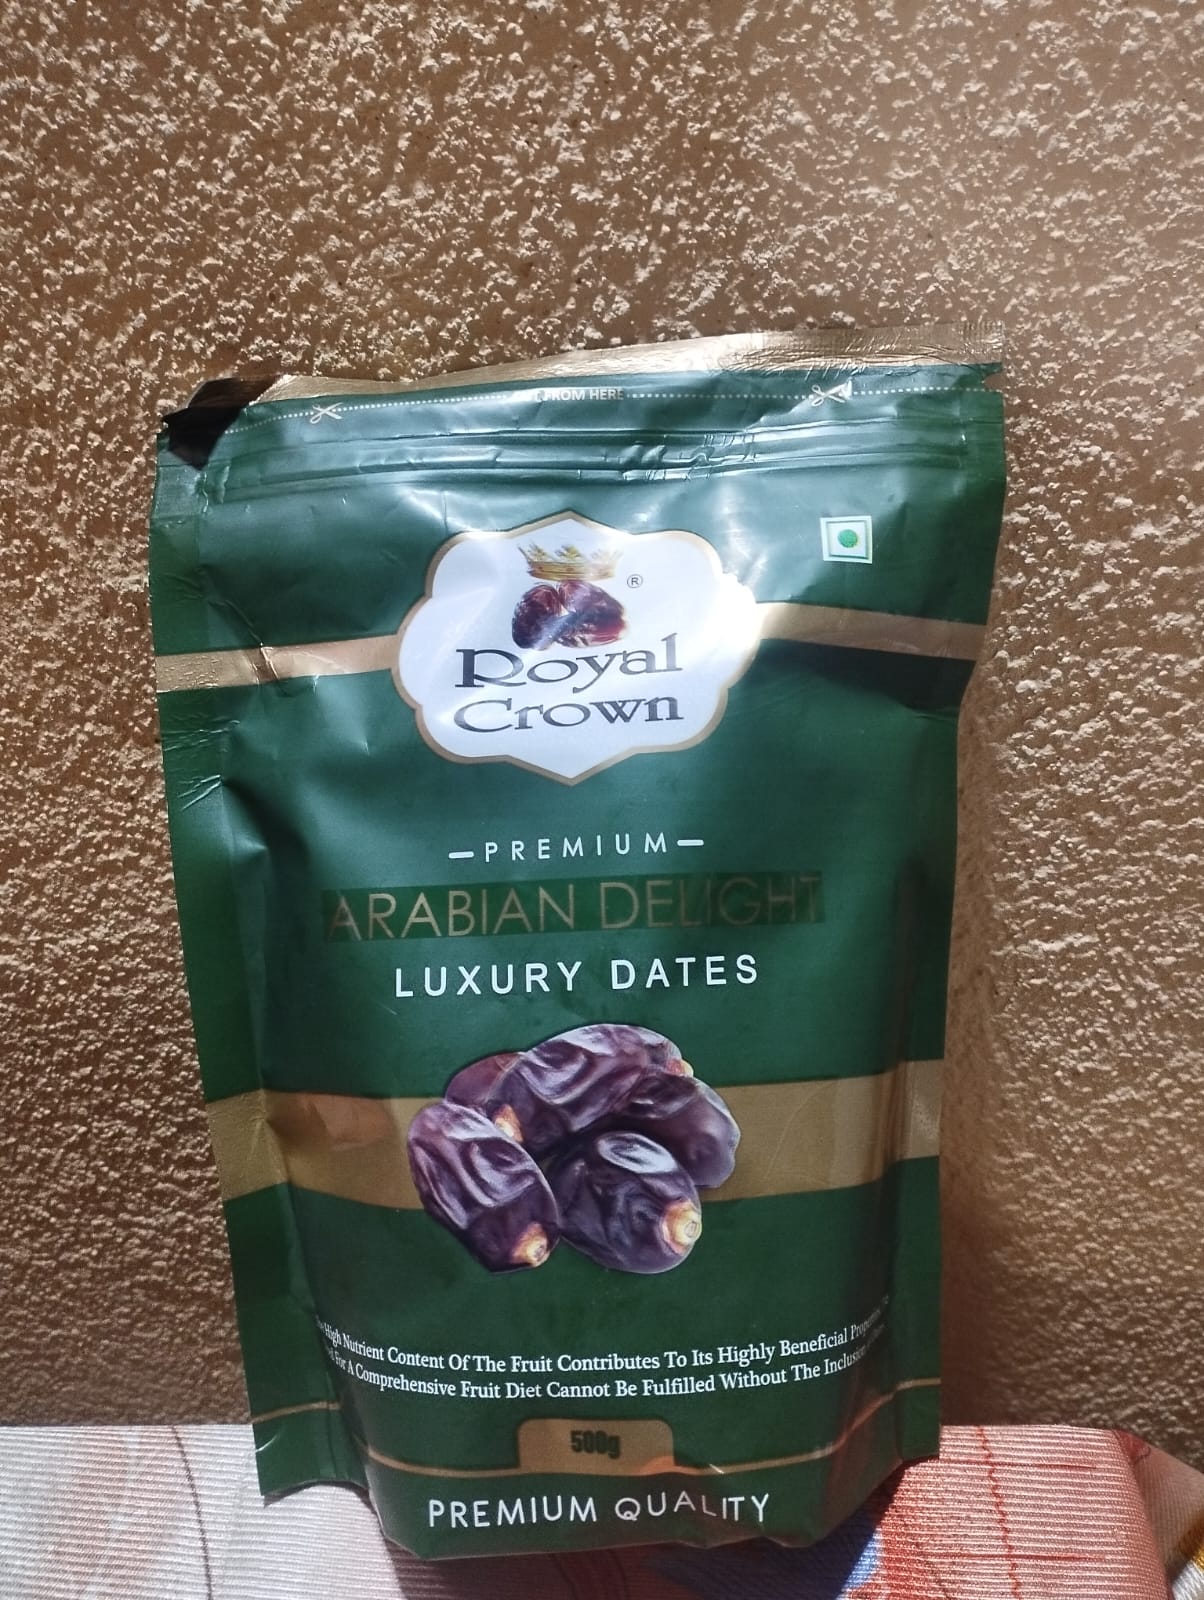 FROM HERE
®
Royal
Crown
PREMIUM
ARABIAN DELIGHT
LUXURY DATES
High Nutrient Content Of The Fruit Contributes To Its Highly Beneficial
For A Comprehensive Fruit Diet Cannot Be Fulfilled Without The
500g
PREMIUM QUALITY